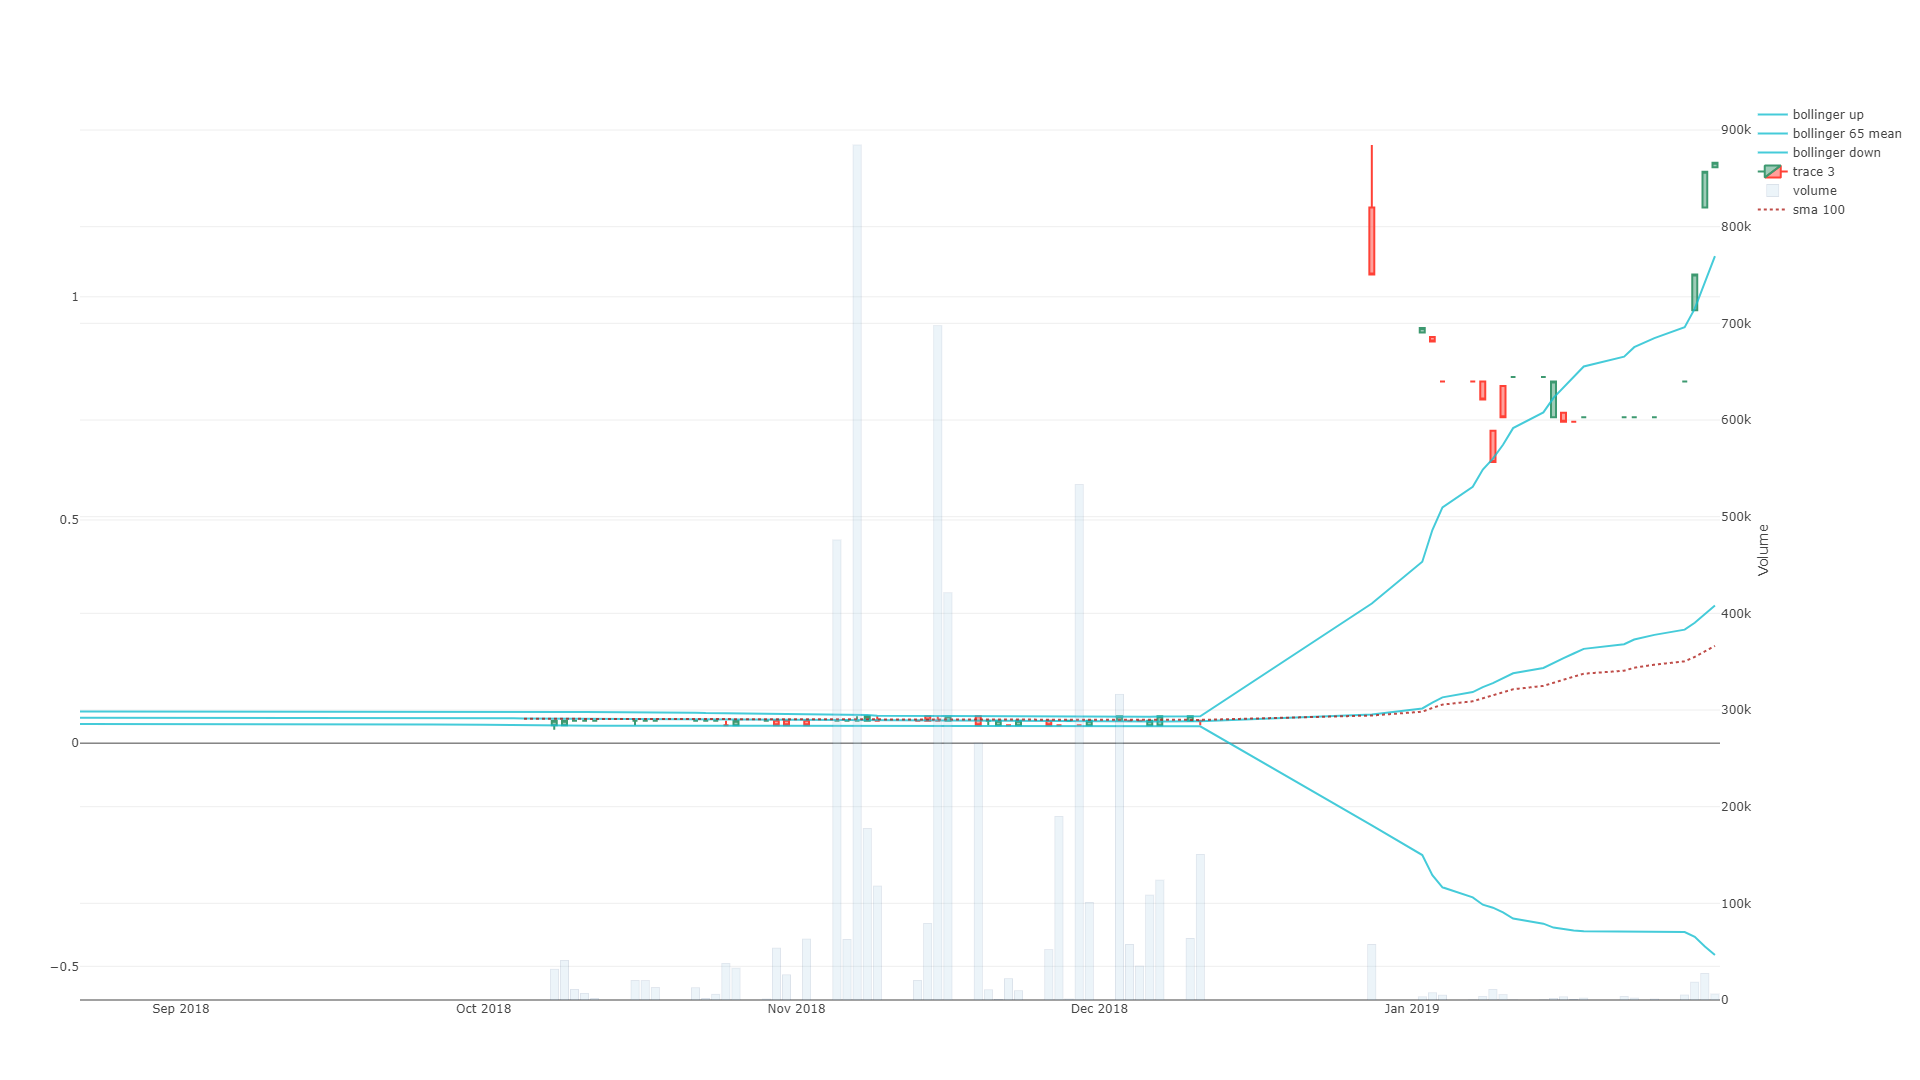 bollinger up
bollinger 65 mean
bollinger down
trace 3
volume
sma 100
1
0.5
0
−0.5
900k
800k
700k
600k
500k
400k
300k
200k
100k
0
Volume
Sep 2018
Oct 2018
Nov 2018
Dec 2018
Jan 2019